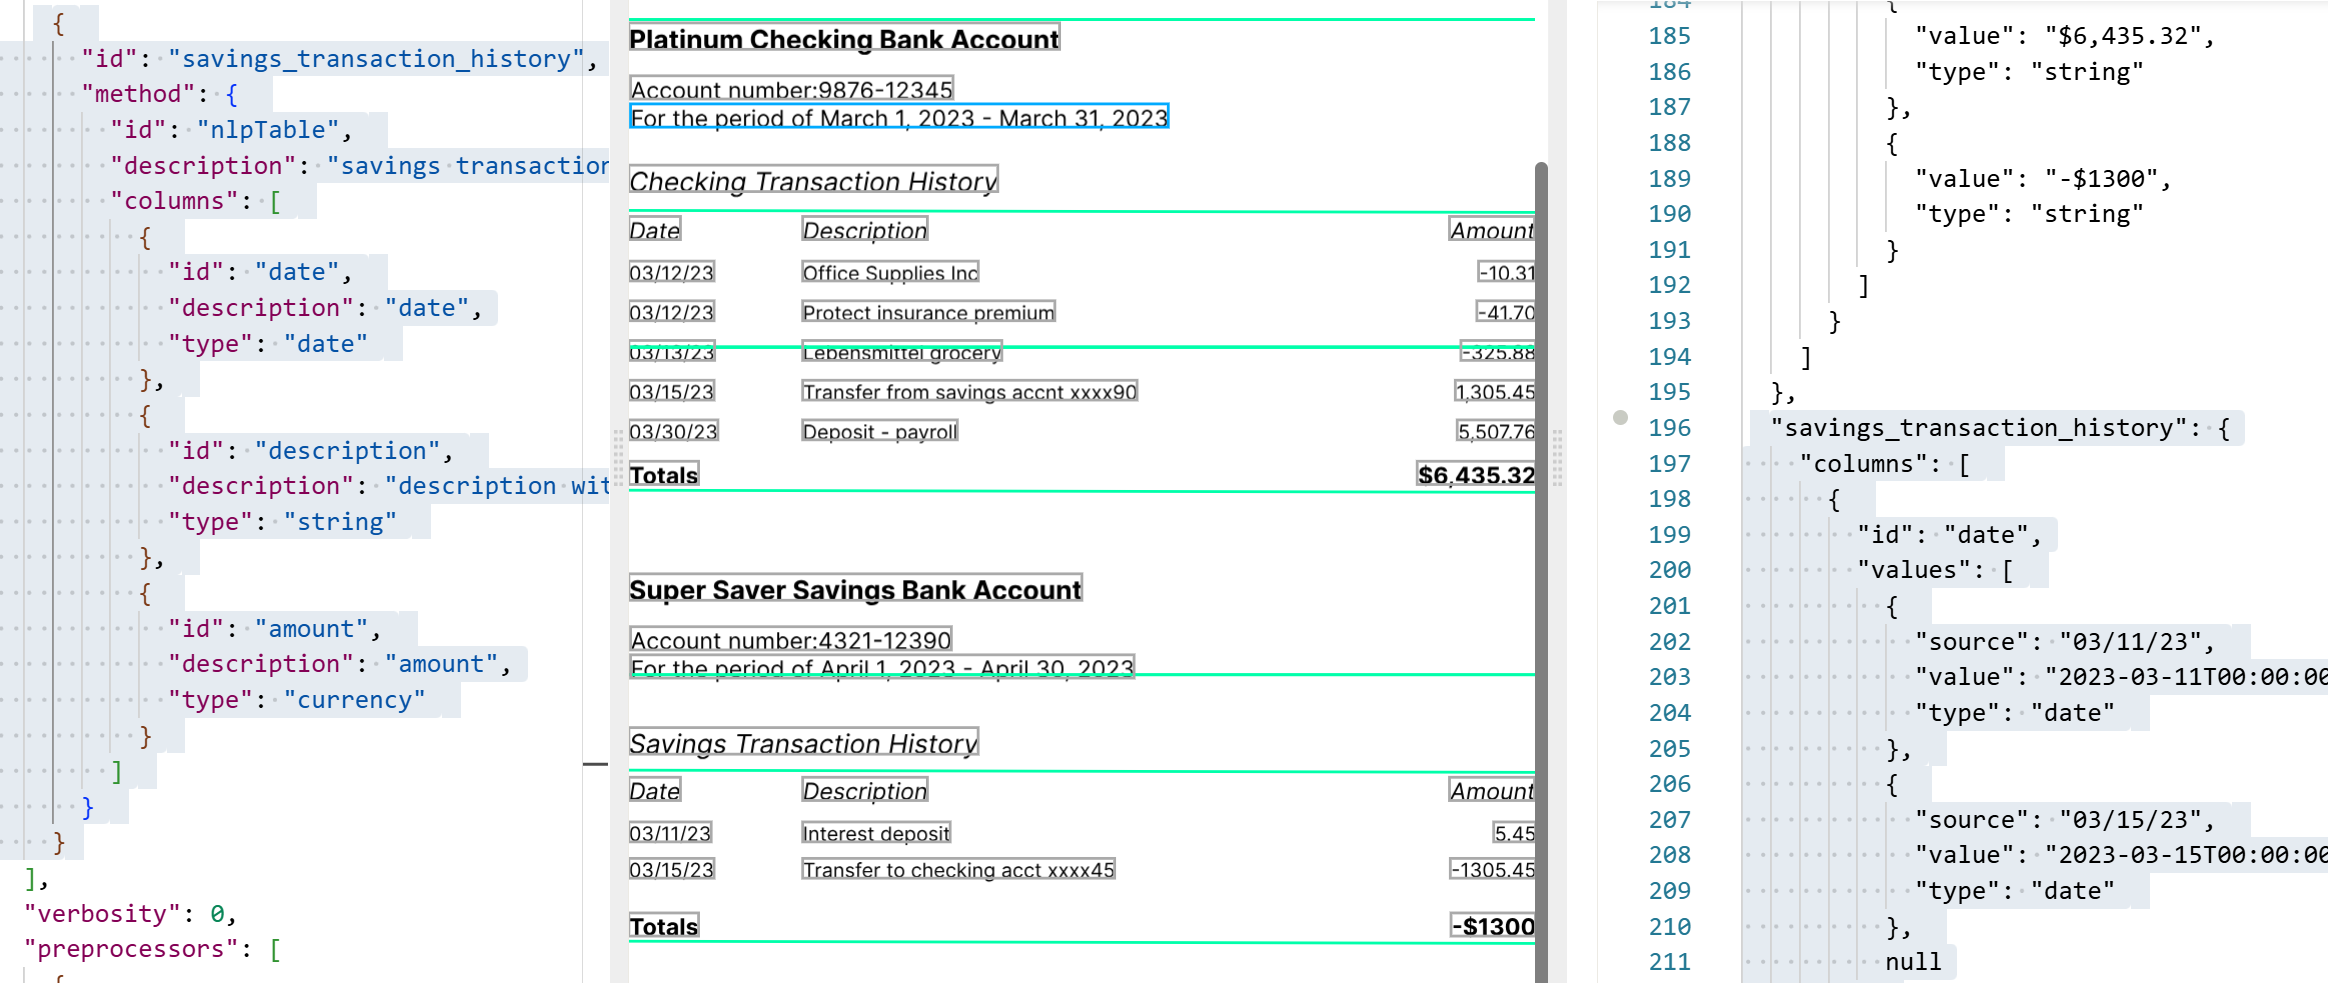 {
"id": "savings_transaction_history",
"method": {
"id": "nlpTable",
"description": "savings transaction
"columns": [
{
"id": "date",
"description": "date",
"type": "date"
},
{
"id": "description",
"description": "description wit
"type": "string"
},
{
"id": "amount",
"description": "amount",
"type": "currency"
}
]
}
}
],
"verbosity": 0,
"preprocessors": [
{
Platinum Checking Bank Account
Account number:9876-12345
For the period of March 1, 2023 - March 31, 2023
Checking Transaction History
Date Description Amount
03/12/23 Office Supplies Inc -10.31
03/12/23 Protect insurance premium -41.70
03/13/23 Lebensmittel grocery -325.88
03/15/23 Transfer from savings accnt xxxx90 1,305.45
03/30/23 Deposit - payroll 5,507.76
Totals $6,435.32
Super Saver Savings Bank Account
Account number:4321-12390
For the period of April 1, 2023 - April 30, 2023
Savings Transaction History
Date Description Amount
03/11/23 Interest deposit 5.45
03/15/23 Transfer to checking acct xxxx45 -1305.45
Totals -$1300
184 {
185 "value": "$6,435.32",
186 "type": "string"
187 },
188 {
189 "value": "-$1300",
190 "type": "string"
191 }
192 ]
193 }
194 ]
195 },
196 "savings_transaction_history": {
197 "columns": [
198 {
199 "id": "date",
200 "values": [
201 {
202 "source": "03/11/23",
203 "value": "2023-03-11T00:00:00
204 "type": "date"
205 },
206 {
207 "source": "03/15/23",
208 "value": "2023-03-15T00:00:00
209 "type": "date"
210 },
211 null